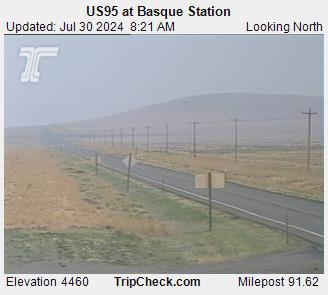 US95 at Basque Station
Updated: Jul 30 2024 8:21 AM Looking North
Elevation 4460 TripCheck.com Milepost 91.62